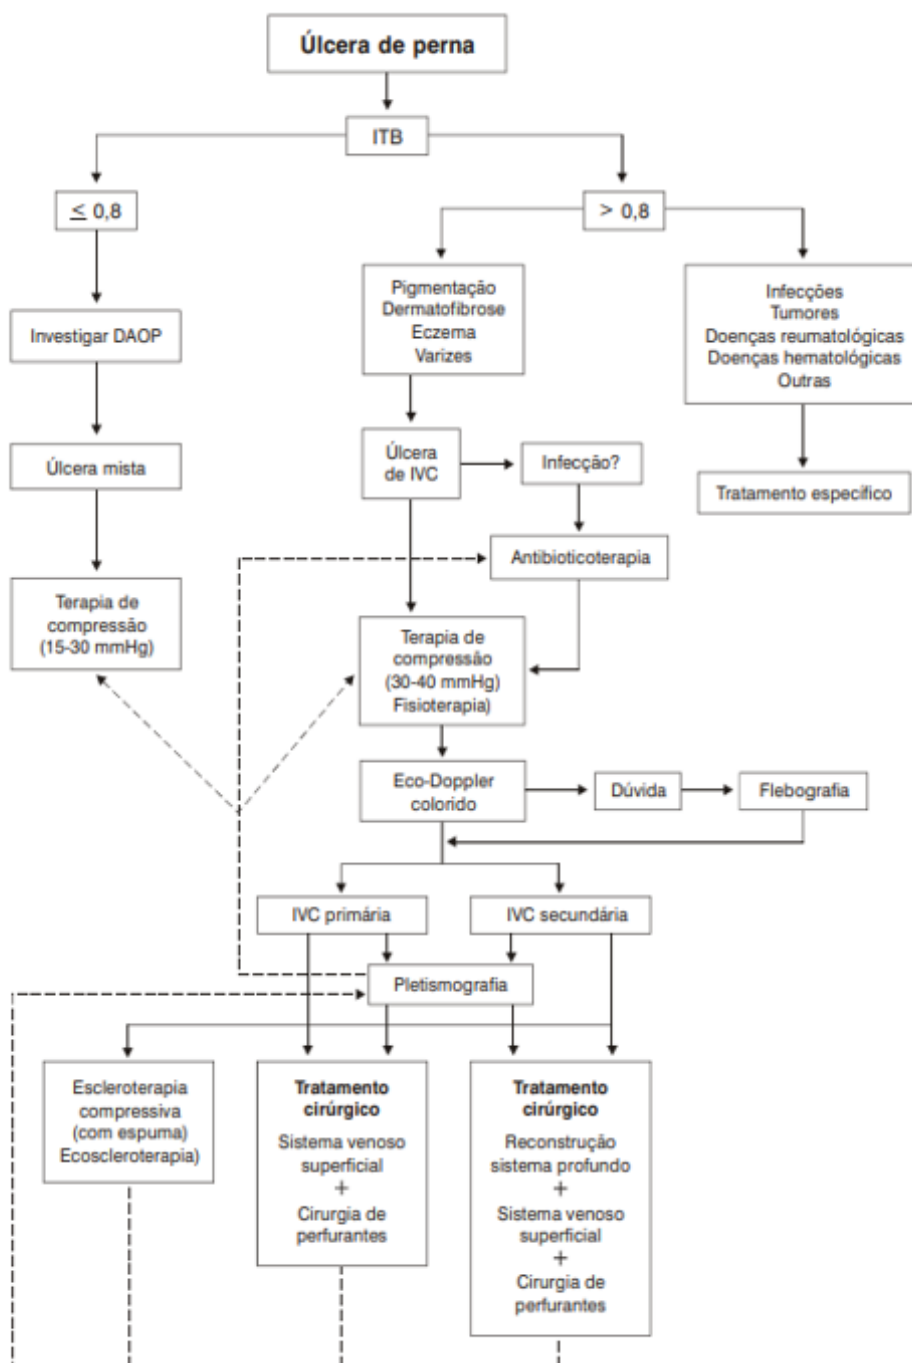 Úlcera de perna
ITB
≤ 0,8
> 0,8
Pigmentação
Dermatofibrose
Eczema
Varizes
Infecções
Tumores
Doenças reumatológicas
Doenças hematológicas
Outras
Investigar DAOP
Úlcera mista
Úlcera
de IVC
Infecção?
Tratamento específico
Antibioticoterapia
Terapia de
compressão
(15-30 mmHg)
Terapia de
compressão
(30-40 mmHg)
Fisioterapia)
Eco-Doppler
colorido
Dúvida
Flebografia
IVC primária
IVC secundária
Pletismografia
Escleroterapia
compressiva
(com espuma)
Ecoscleroterapia)
Tratamento
cirúrgico
Sistema venoso
superficial
+
Cirurgia de
perfurantes
Tratamento
cirúrgico
Reconstrução
sistema profundo
+
Sistema venoso
superficial
+
Cirurgia de
perfurantes